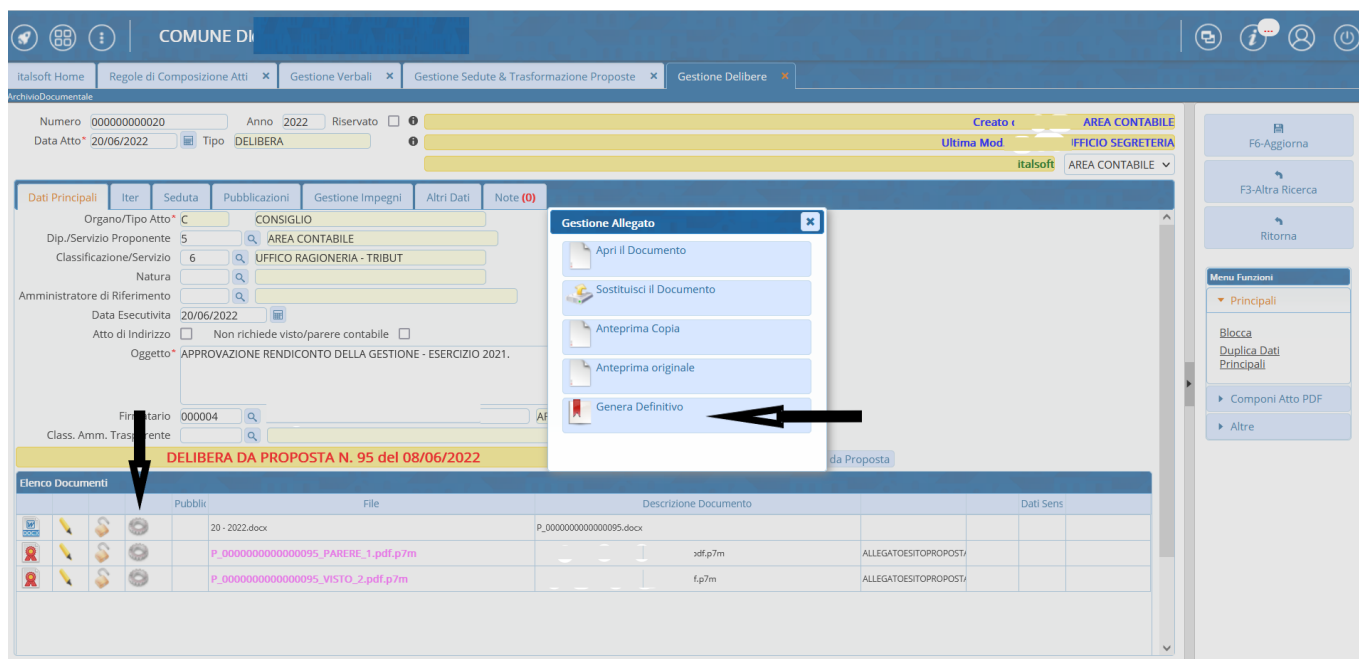 COMUNE DI
...
italsoft Home Regole di Composizione Atti × Gestione Verbali × Gestione Sedute & Trasformazione Proposte × Gestione Delibere ×
ArchivioDocumentale
Numero 000000000020 Anno 2022 Riservato Creato AREA CONTABILE
Data Atto* 20/06/2022 Tipo DELIBERA Ultima Mod. UFFICIO SEGRETERIA
italsoft AREA CONTABILE
F6-Aggiorna
F3-Altra Ricerca
Ritorna
Dati Principali Iter Seduta Pubblicazioni Gestione Impegni Altri Dati Note (0)
Organo/Tipo Atto* C CONSIGLIO
Dip./Servizio Proponente 5 AREA CONTABILE
Classificazione/Servizio 6 UFFICO RAGIONERIA - TRIBUT
Natura
Amministratore di Riferimento
Data Esecutivita 20/06/2022
Atto di Indirizzo Non richiede visto/parere contabile
Oggetto* APPROVAZIONE RENDICONTO DELLA GESTIONE - ESERCIZIO 2021.
Firmatario 000004
Class. Amm. Trasparente
DELIBERA DA PROPOSTA N. 95 del 08/06/2022 da Proposta
Gestione Allegato
Apri il Documento
Sostituisci il Documento
Anteprima Copia
Anteprima originale
Genera Definitivo
Menu Funzioni
Principali
Blocca
Duplica Dati
Principali
Componi Atto PDF
Altre
Elenco Documenti
Pubblic File Descrizione Documento Dati Sens
20 - 2022.docx P_0000000000000095.docx
P_0000000000000095_PARERE_1.pdf.p7m pdf.p7m ALLEGATOESITOPROPOST
P_0000000000000095_VISTO_2.pdf.p7m f.p7m ALLEGATOESITOPROPOST